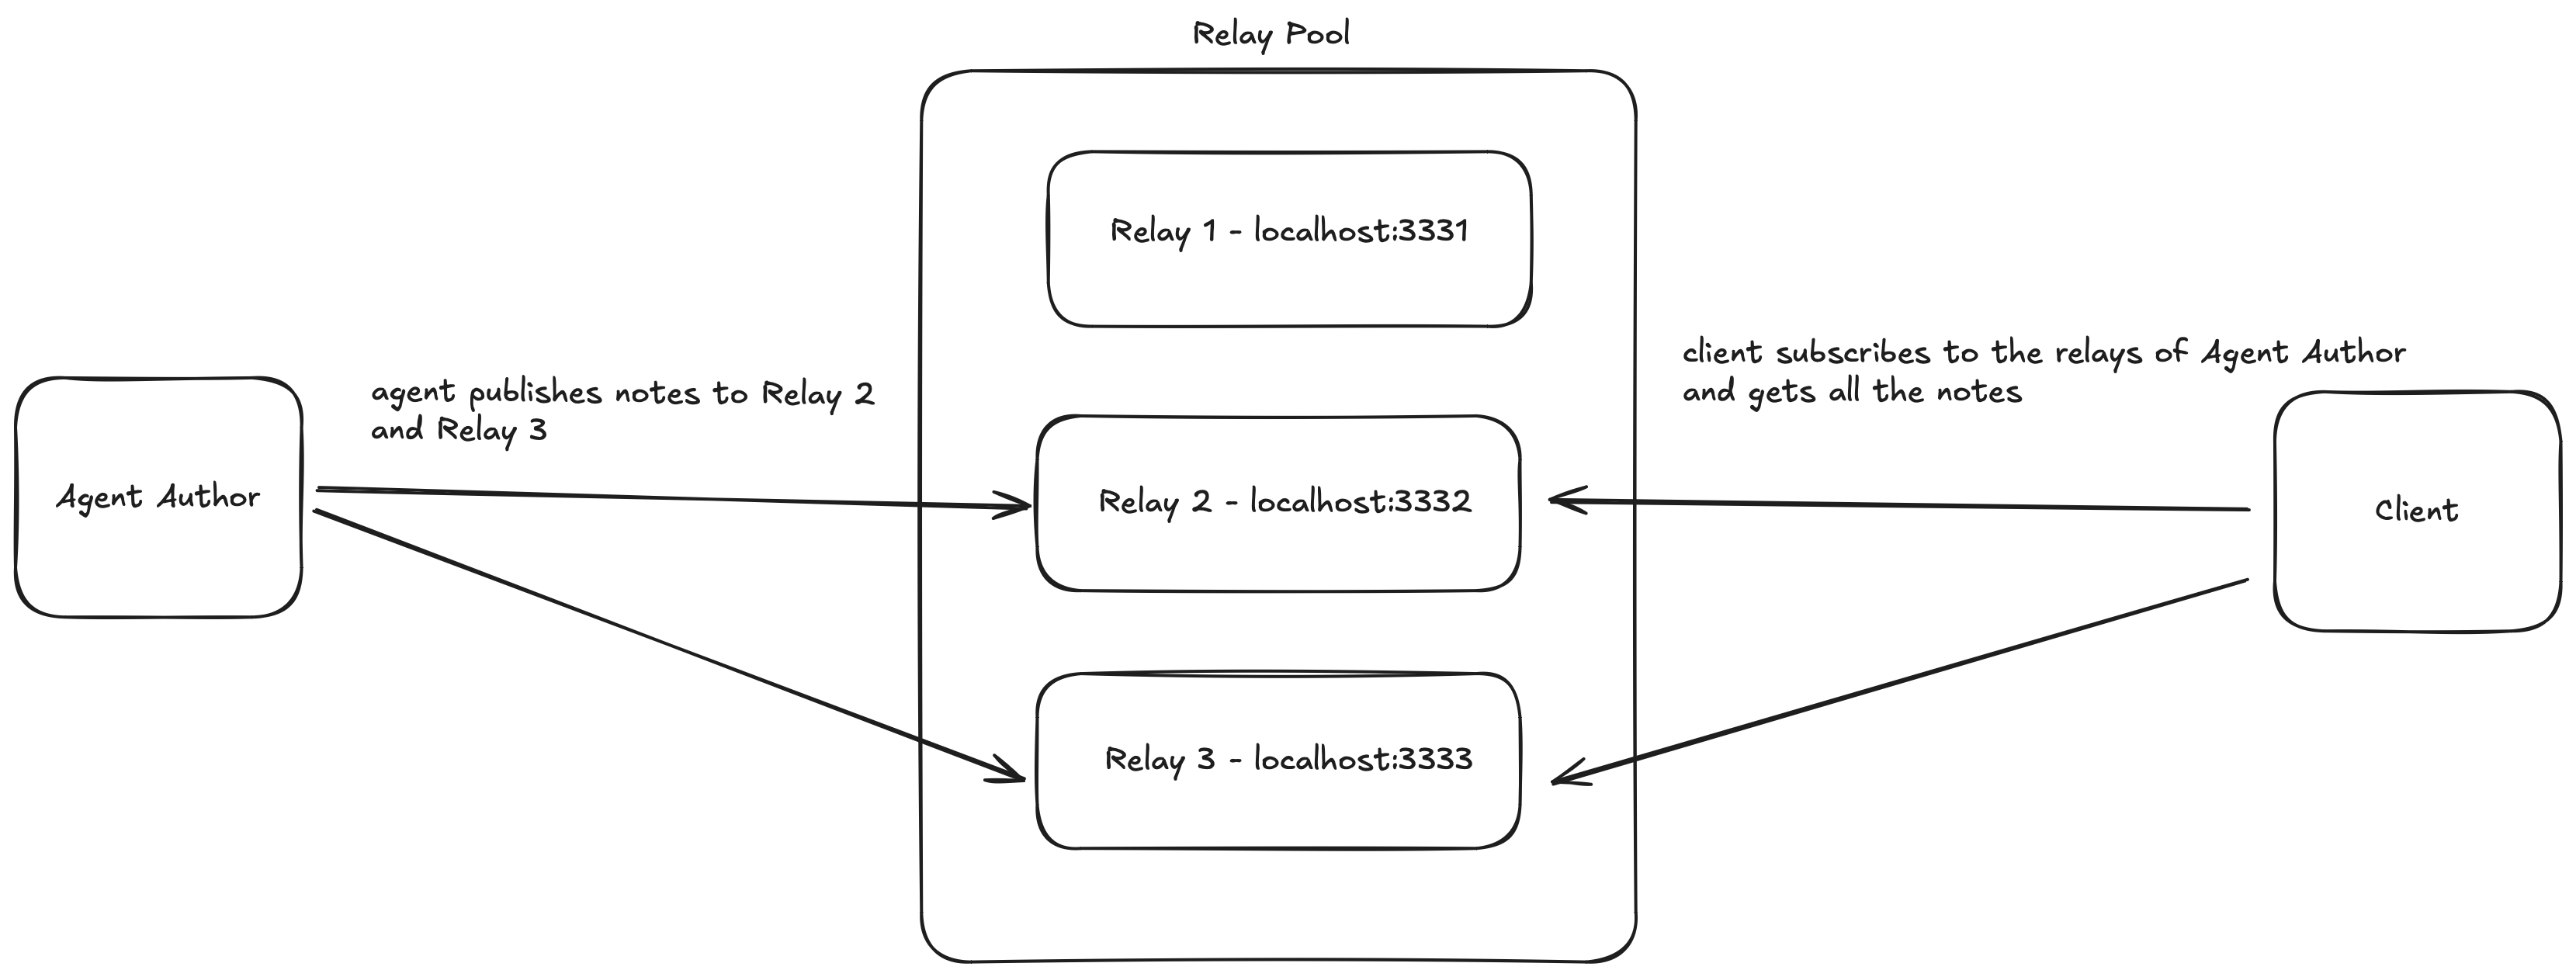 Relay Pool
Relay 1 - localhost:3331
client subscribes to the relays of Agent Author
and gets all the notes
agent publishes notes to Relay 2
and Relay 3
Agent Author
Relay 2 - localhost:3332
Client
Relay 3 - localhost:3333